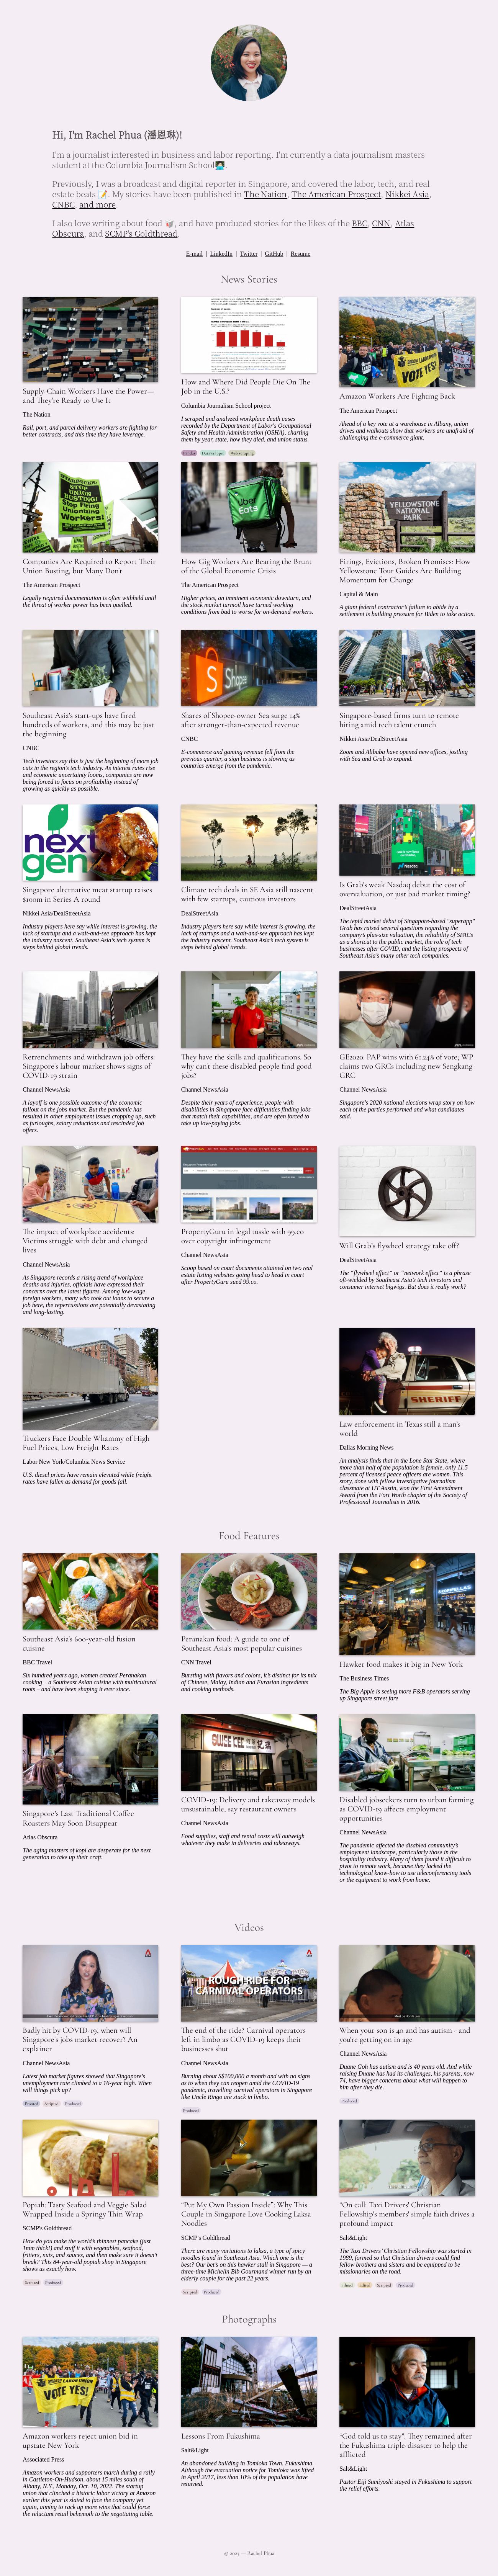 Hi, I'm Rachel Phua (潘恩琳)!
I'm a journalist interested in business and labor reporting. I'm currently a data journalism masters
student at the Columbia Journalism School👩🏻‍💻.
Previously, I was a broadcast and digital reporter in Singapore, and covered the labor, tech, and real
estate beats 📝. My stories have been published in The Nation, The American Prospect, Nikkei Asia,
CNBC, and more.
I also love writing about food 🥡, and have produced stories for the likes of the BBC, CNN, Atlas
Obscura, and SCMP's Goldthread.
E-mail | LinkedIn | Twitter | GitHub | Resume
News Stories
Supply-Chain Workers Have the Power—
and They're Ready to Use It
The Nation
Rail, port, and parcel delivery workers are fighting for
better contracts, and this time they have leverage.
How and Where Did People Die On The
Job in the U.S.?
Columbia Journalism School project
I scraped and analyzed workplace death cases
recorded by the Department of Labor's Occupational
Safety and Health Administration (OSHA), charting
them by year, state, how they died, and union status.
Pandas Datawrapper Web scraping
VOTE YES!
Amazon Workers Are Fighting Back
The American Prospect
Ahead of a key vote at a warehouse in Albany, union
drives and walkouts show that workers are unafraid of
challenging the e-commerce giant.
STOP
UNION
BUSTING!
Stop Firing
Union
Workers!
Companies Are Required to Report Their
Union Busting, but Many Don't
The American Prospect
Legally required documentation is often withheld until
the threat of worker power has been quelled.
Uber
Eats
How Gig Workers Are Bearing the Brunt
of the Global Economic Crisis
The American Prospect
Higher prices, an imminent economic downturn, and
the stock market turmoil have turned working
conditions from bad to worse for on-demand workers.
YELLOWSTONE
NATIONAL
PARK
Firings, Evictions, Broken Promises: How
Yellowstone Tour Guides Are Building
Momentum for Change
Capital & Main
A giant federal contractor's failure to abide by a
settlement is building pressure for Biden to take action.
Southeast Asia's start-ups have fired
hundreds of workers, and this may be just
the beginning
CNBC
Tech investors say this is just the beginning of more job
cuts in the region's tech industry. As interest rates rise
and economic uncertainty looms, companies are now
being forced to focus on profitability instead of
growing as quickly as possible.
Shopee
Shares of Shopee-owner Sea surge 14%
after stronger-than-expected revenue
CNBC
E-commerce and gaming revenue fell from the
previous quarter, a sign business is slowing as
countries emerge from the pandemic.
Singapore-based firms turn to remote
hiring amid tech talent crunch
Nikkei Asia/DealStreetAsia
Zoom and Alibaba have opened new offices, jostling
with Sea and Grab to expand.
next
gen
Singapore alternative meat startup raises
$100m in Series A round
Nikkei Asia/DealStreetAsia
Industry players here say while interest is growing, the
lack of startups and a wait-and-see approach has kept
the industry nascent. Southeast Asia's tech system is
steps behind global trends.
Climate tech deals in SE Asia still nascent
with few startups, cautious investors
DealStreetAsia
Industry players here say while interest is growing, the
lack of startups and a wait-and-see approach has kept
the industry nascent. Southeast Asia's tech system is
steps behind global trends.
Nasdaq
Is Grab's weak Nasdaq debut the cost of
overvaluation, or just bad market timing?
DealStreetAsia
The tepid market debut of Singapore-based "superapp"
Grab has raised several questions regarding the
company's plus-size valuation, the reliability of SPACs
as a shortcut to the public market, the role of tech
businesses after COVID, and the listing prospects of
Southeast Asia's many other tech companies.
Retrenchments and withdrawn job offers:
Singapore's labour market shows signs of
COVID-19 strain
Channel NewsAsia
A layoff is one possible outcome of the economic
fallout on the job market. But the pandemic has
resulted in other employment issues cropping up, such
as furloughs, salary reductions and rescinded job
offers.
They have the skills and qualifications. So
why can't these disabled people find good
jobs?
Channel NewsAsia
Despite their years of experience, people with
disabilities in Singapore face difficulties finding jobs
that match their capabilities, and are often forced to
take up low-paying jobs.
GE2020: PAP wins with 61.24% of vote; WP
claims two GRCs including new Sengkang
GRC
Channel NewsAsia
Singapore's 2020 national elections wrap story on how
each of the parties performed and what candidates
said.
The impact of workplace accidents:
Victims struggle with debt and changed
lives
Channel NewsAsia
As Singapore records a rising trend of workplace
deaths and injuries, officials have expressed their
concerns over the latest figures. Among low-wage
foreign workers, many who took out loans to secure a
job here, the repercussions are potentially devastating
and long-lasting.
PropertyGuru in legal tussle with 99.co
over copyright infringement
Channel NewsAsia
Scoop based on court documents attained on two real
estate listing websites going head to head in court
after PropertyGuru sued 99.co.
Will Grab's flywheel strategy take off?
DealStreetAsia
The "flywheel effect" or "network effect" is a phrase
oft-wielded by Southeast Asia's tech investors and
consumer internet bigwigs. But does it really work?
Truckers Face Double Whammy of High
Fuel Prices, Low Freight Rates
Labor New York/Columbia News Service
U.S. diesel prices have remain elevated while freight
rates have fallen as demand for goods fall.
SHERIFF
Law enforcement in Texas still a man's
world
Dallas Morning News
An analysis finds that in the Lone Star State, where
more than half of the population is female, only 11.5
percent of licensed peace officers are women. This
story, done with fellow investigative journalism
classmate at UT Austin, won the First Amendment
Award from the Fort Worth chapter of the Society of
Professional Journalists in 2016.
Food Features
Southeast Asia's 600-year-old fusion
cuisine
BBC Travel
Six hundred years ago, women created Peranakan
cooking – a Southeast Asian cuisine with multicultural
roots – and have been shaping it ever since.
Peranakan food: A guide to one of
Southeast Asia's most popular cuisines
CNN Travel
Bursting with flavors and colors, it's distinct for its mix
of Chinese, Malay, Indian and Eurasian ingredients
and cooking methods.
Hawker food makes it big in New York
The Business Times
The Big Apple is seeing more F&B operators serving
up Singapore street fare
Singapore's Last Traditional Coffee
Roasters May Soon Disappear
Atlas Obscura
The aging masters of kopi are desperate for the next
generation to take up their craft.
COVID-19: Delivery and takeaway models
unsustainable, say restaurant owners
Channel NewsAsia
Food supplies, staff and rental costs will outweigh
whatever they make in deliveries and takeaways.
Disabled jobseekers turn to urban farming
as COVID-19 affects employment
opportunities
Channel NewsAsia
The pandemic affected the disabled community's
employment landscape, particularly those in the
hospitality industry. Many of them found it difficult to
pivot to remote work, because they lacked the
technological know-how to use teleconferencing tools
or the equipment to work from home.
Videos
Badly hit by COVID-19, when will
Singapore's jobs market recover? An
explainer
Channel NewsAsia
Latest job market figures showed that Singapore's
unemployment rate climbed to a 16-year high. When
will things pick up?
Featured Scripted Produced
ROUGH RIDE FOR
CARNIVAL OPERATORS
The end of the ride? Carnival operators
left in limbo as COVID-19 keeps their
businesses shut
Channel NewsAsia
Burning about S$100,000 a month and with no signs
as to when they can reopen amid the COVID-19
pandemic, travelling carnival operators in Singapore
like Uncle Ringo are stuck in limbo.
Produced
When your son is 40 and has autism - and
you're getting on in age
Channel NewsAsia
Duane Goh has autism and is 40 years old. And while
raising Duane has had its challenges, his parents, now
74, have bigger concerns about what will happen to
him after they die.
Produced
Popiah: Tasty Seafood and Veggie Salad
Wrapped Inside a Springy Thin Wrap
SCMP's Goldthread
How do you make the world's thinnest pancake (just
1mm thick!) and stuff it with vegetables, seafood,
fritters, nuts, and sauces, and then make sure it doesn't
break? This 84-year-old popiah shop in Singapore
shows us exactly how.
Scripted Produced
"Put My Own Passion Inside": Why This
Couple in Singapore Love Cooking Laksa
Noodles
SCMP's Goldthread
There are many variations to laksa, a type of spicy
noodles found in Southeast Asia. Which one is the
best? Our bet's on this hawker stall in Singapore — a
three-time Michelin Bib Gourmand winner run by an
elderly couple for the past 22 years.
Scripted Produced
"On call: Taxi Drivers' Christian
Fellowship's members' simple faith drives a
profound impact
Salt&Light
The Taxi Drivers' Christian Fellowship was started in
1989, formed so that Christian drivers could find
fellow brothers and sisters and be equipped to be
missionaries on the road.
Filmed Edited Scripted Produced
Photographs
VOTE YES!
Amazon workers reject union bid in
upstate New York
Associated Press
Amazon workers and supporters march during a rally
in Castleton-On-Hudson, about 15 miles south of
Albany, N.Y., Monday, Oct. 10, 2022. The startup
union that clinched a historic labor victory at Amazon
earlier this year is slated to face the company yet
again, aiming to rack up more wins that could force
the reluctant retail behemoth to the negotiating table.
Lessons From Fukushima
Salt&Light
An abandoned building in Tomioka Town, Fukushima.
Although the evacuation notice for Tomioka was lifted
in April 2017, less than 10% of the population have
returned.
"God told us to stay": They remained after
the Fukushima triple-disaster to help the
afflicted
Salt&Light
Pastor Eiji Sumiyoshi stayed in Fukushima to support
the relief efforts.
© 2023 — Rachel Phua